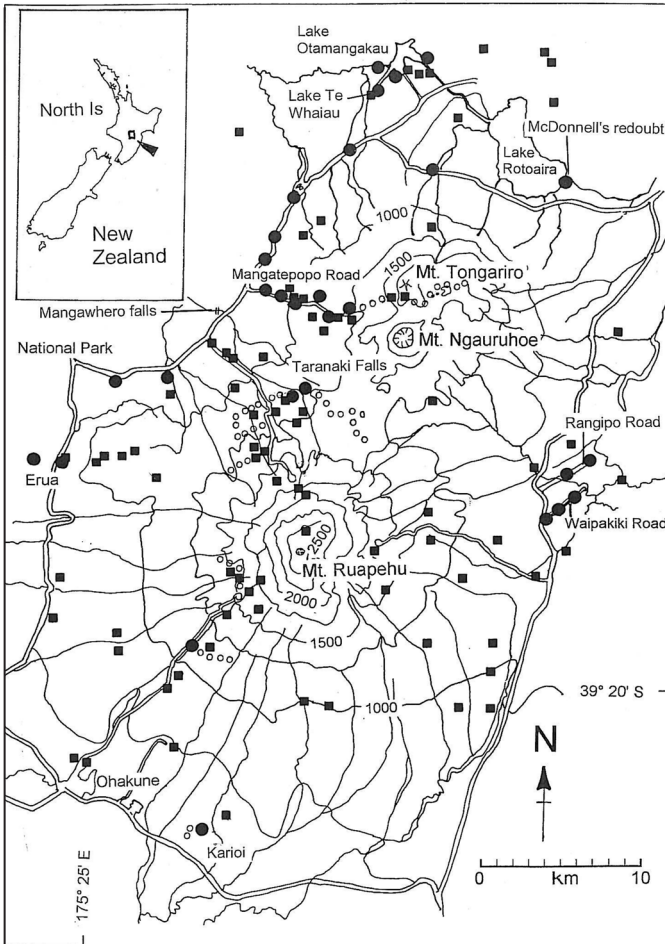 North Is
New
Zealand
Lake
Otamangakau
Lake Te
Whaiau
McDonnell's redoubt
Lake
Rotoaira
1000
1500
Mt. Tongariro
Mangatepopo Road
Mangawhero falls
Mt. Ngauruhoe
National Park
Taranaki Falls
Rangipo Road
Erua
Waipakiki Road
2500
Mt. Ruapehu
2000
1500
1000
39° 20' S
N
Ohakune
Karioi
175° 25' E
0
km
10